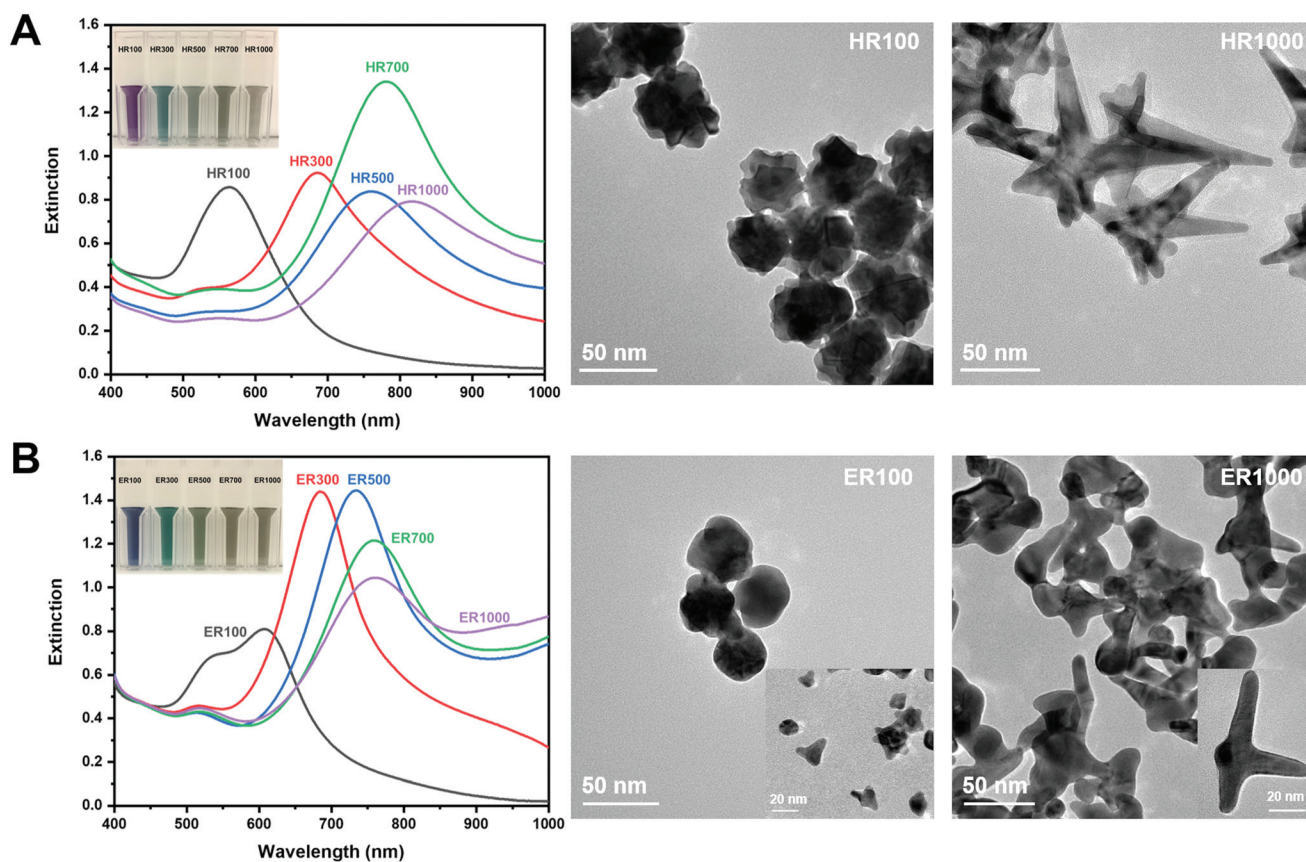 A
HR100 HR300 HR500 HR700 HR1000
1.6
1.4
1.2
1.0
0.8
0.6
0.4
0.2
0.0
Extinction
HR100
HR300
HR500
HR700
HR1000
400 500 600 700 800 900 1000
Wavelength (nm)
HR100
50 nm
HR1000
50 nm
B
ER100 ER300 ER500 ER700 ER1000
1.6
1.4
1.2
1.0
0.8
0.6
0.4
0.2
0.0
Extinction
ER100
ER300
ER500
ER700
ER1000
400 500 600 700 800 900 1000
Wavelength (nm)
ER100
50 nm
20 nm
ER1000
50 nm
20 nm